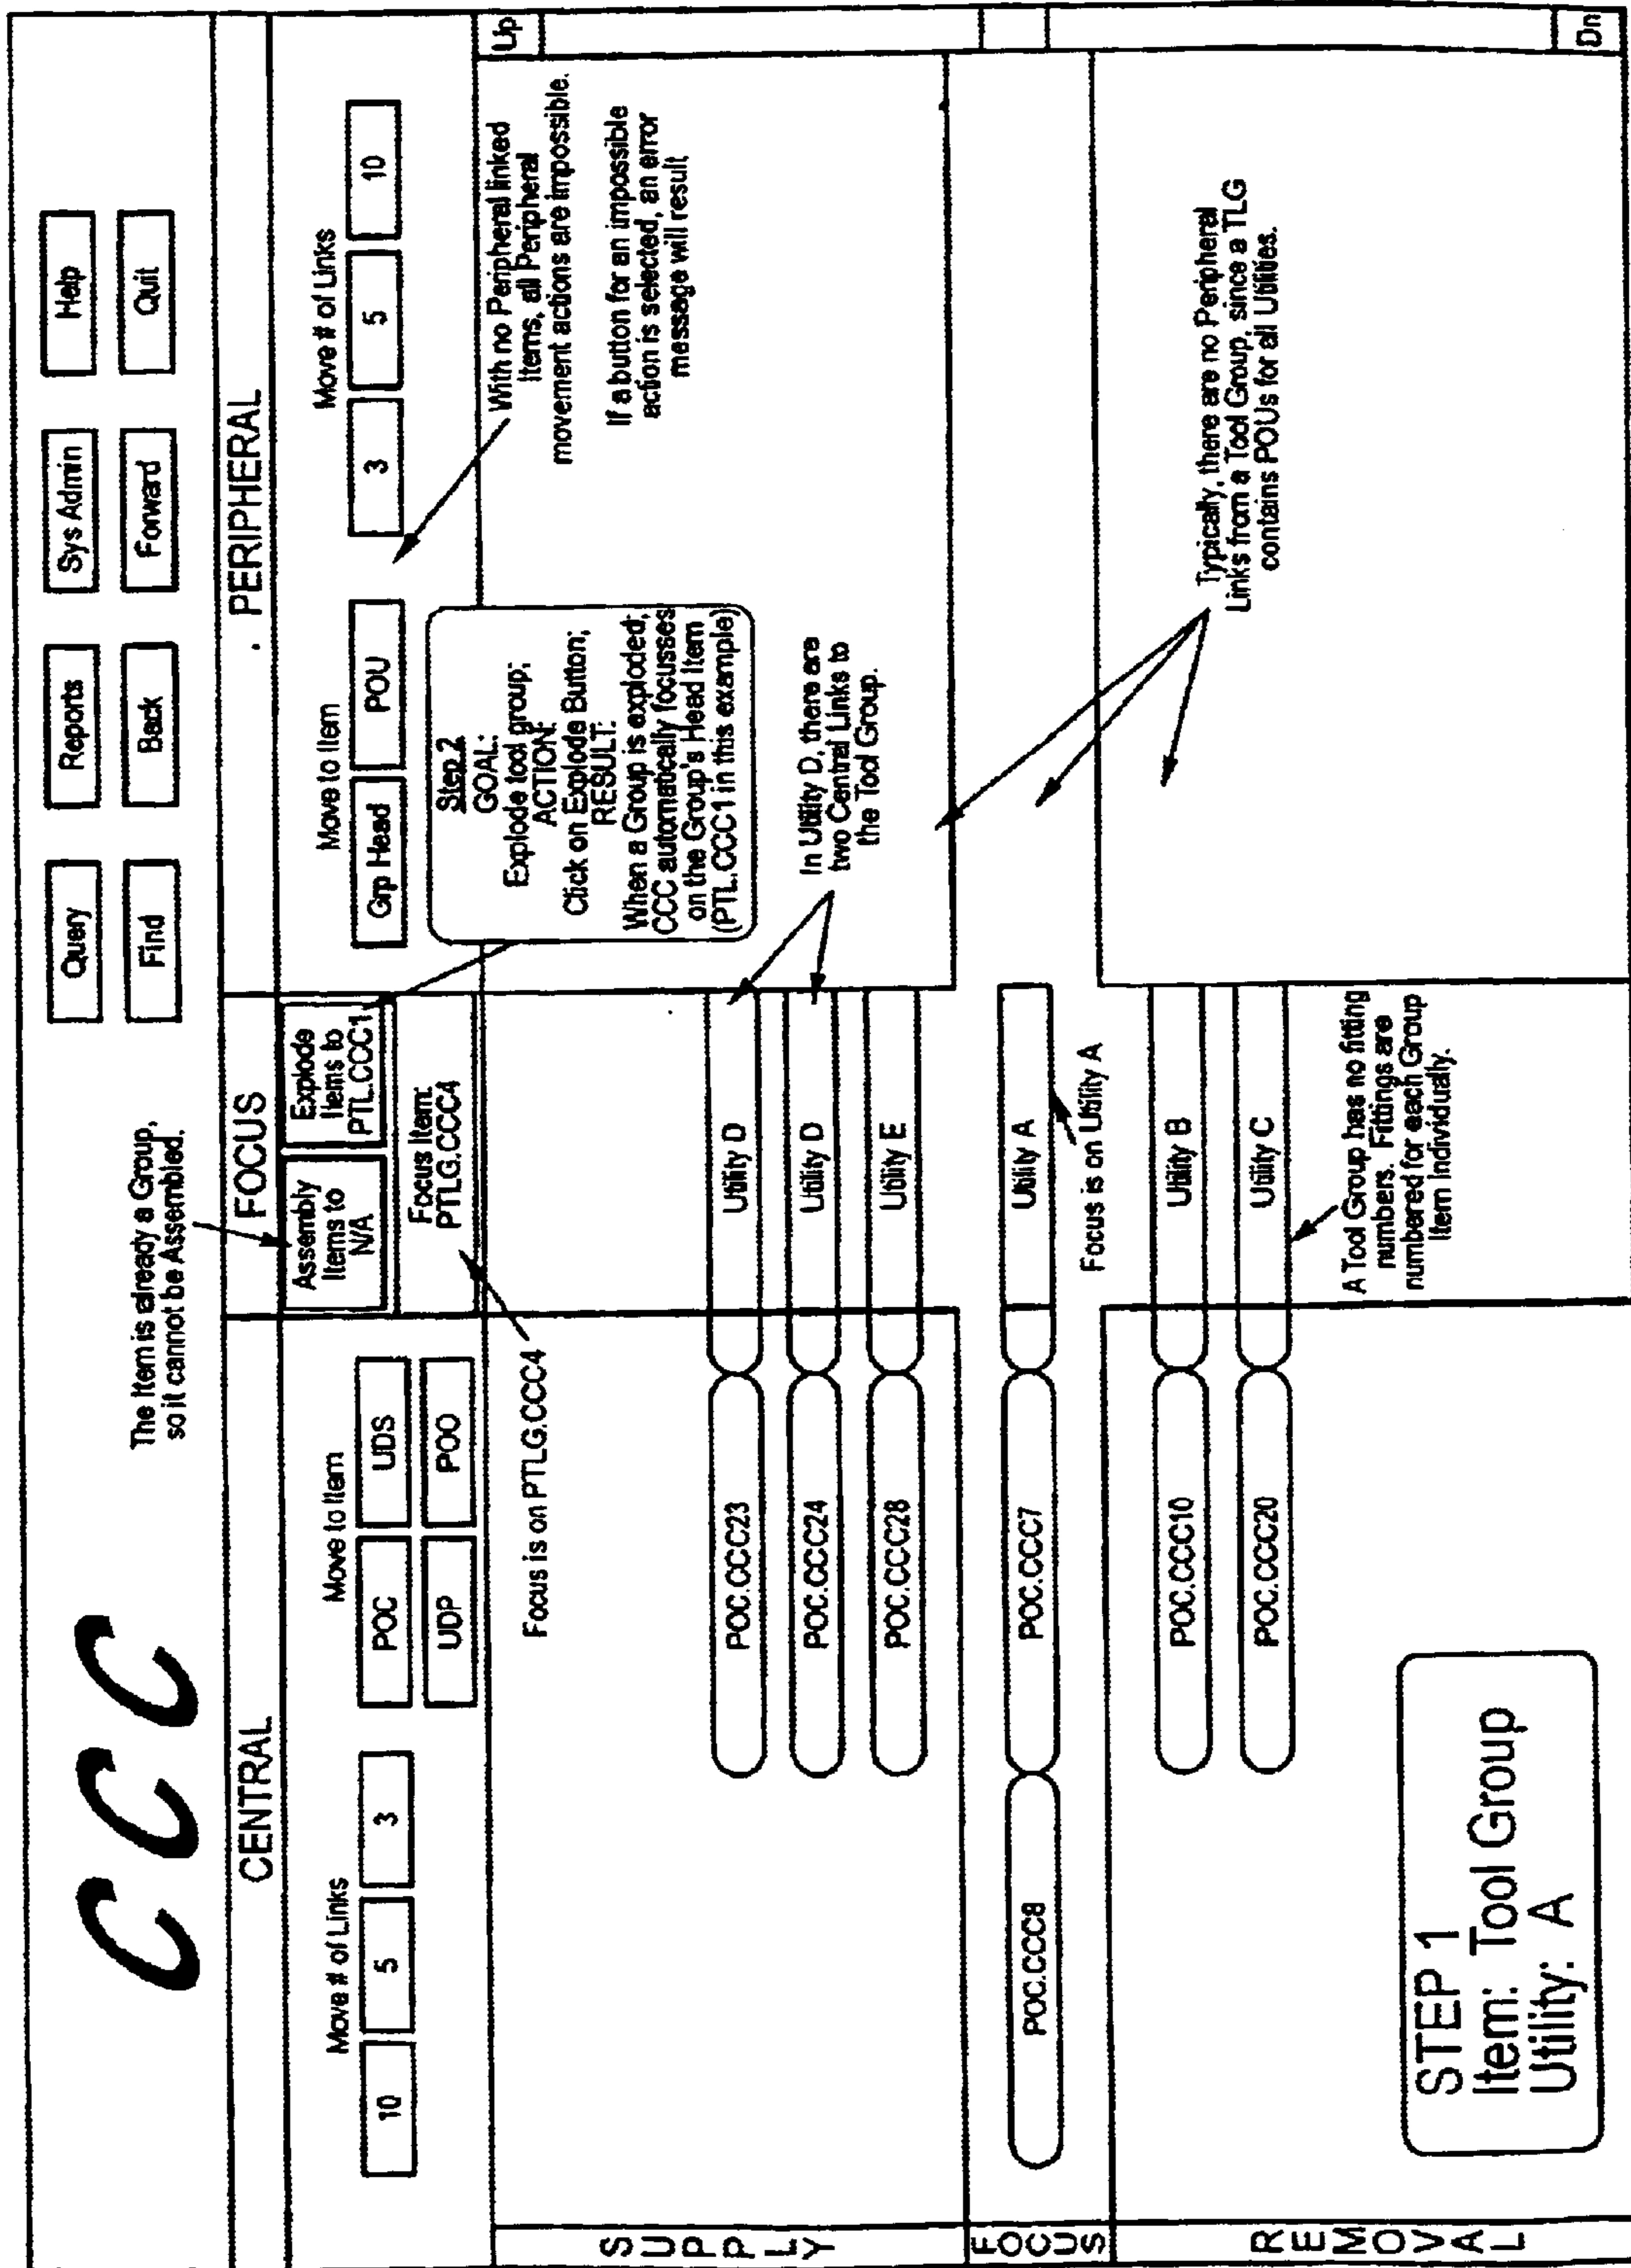 C C C
Query
Reports
Sys Admin
Help
Find
Back
Forward
Quit
The Item is already a Group,
so it cannot be Assembled.
CENTRAL
FOCUS
PERIPHERAL
Move # of Links
10
5
3
Move to Item
POC
UDS
UDP
POO
Assembly
Items to
N/A
Explode
Items to
PTL.CCC1
Focus Item:
PTLG.CCC4
Move to Item
Grp Head
POU
Move # of Links
3
5
10
Up
Focus is on PTLG.CCC4
Step 2
GOAL:
Explode tool group;
ACTION:
Click on Explode Button;
RESULT:
When a Group is exploded;
CCC automatically focusses
on the Group's Head Item
(PTL.CCC1 in this example)
With no Peripheral linked
Items, all Peripheral
movement actions are impossible.
If a button for an impossible
action is selected, an error
message will result
SUPPLY
POC.CCC23
Utility D
POC.CCC24
Utility D
POC.CCC28
Utility E
In Utility D, there are
two Central Links to
the Tool Group.
FOCUS
POC.CCC8
POC.CCC7
Utility A
Focus is on Utility A
REMOVAL
POC.CCC10
Utility B
POC.CCC20
Utility C
Typically, there are no Peripheral
Links from a Tool Group, since a TLG
contains POUs for all Utilities.
A Tool Group has no fitting
numbers. Fittings are
numbered for each Group
Item individually.
STEP 1
Item: Tool Group
Utility: A
Dn